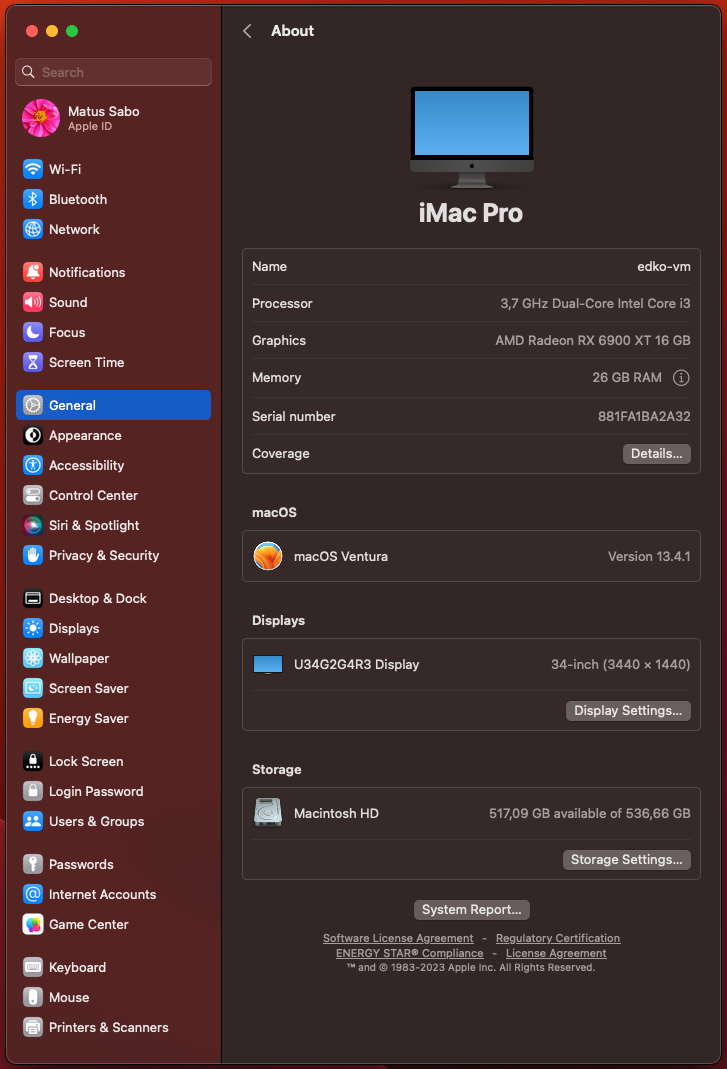 Search
Matus Sabo
Apple ID
Wi-Fi
Bluetooth
Network
Notifications
Sound
Focus
Screen Time
General
Appearance
Accessibility
Control Center
Siri & Spotlight
Privacy & Security
Desktop & Dock
Displays
Wallpaper
Screen Saver
Energy Saver
Lock Screen
Login Password
Users & Groups
Passwords
Internet Accounts
Game Center
Keyboard
Mouse
Printers & Scanners
About
iMac Pro
Name edko-vm
Processor 3,7 GHz Dual-Core Intel Core i3
Graphics AMD Radeon RX 6900 XT 16 GB
Memory 26 GB RAM
Serial number 881FA1BA2A32
Coverage Details...
macOS
macOS Ventura Version 13.4.1
Displays
U34G2G4R3 Display 34-inch (3440 × 1440)
Display Settings...
Storage
Macintosh HD 517,09 GB available of 536,66 GB
Storage Settings...
System Report...
Software License Agreement - Regulatory Certification
ENERGY STAR® Compliance - License Agreement
™ and © 1983-2023 Apple Inc. All Rights Reserved.